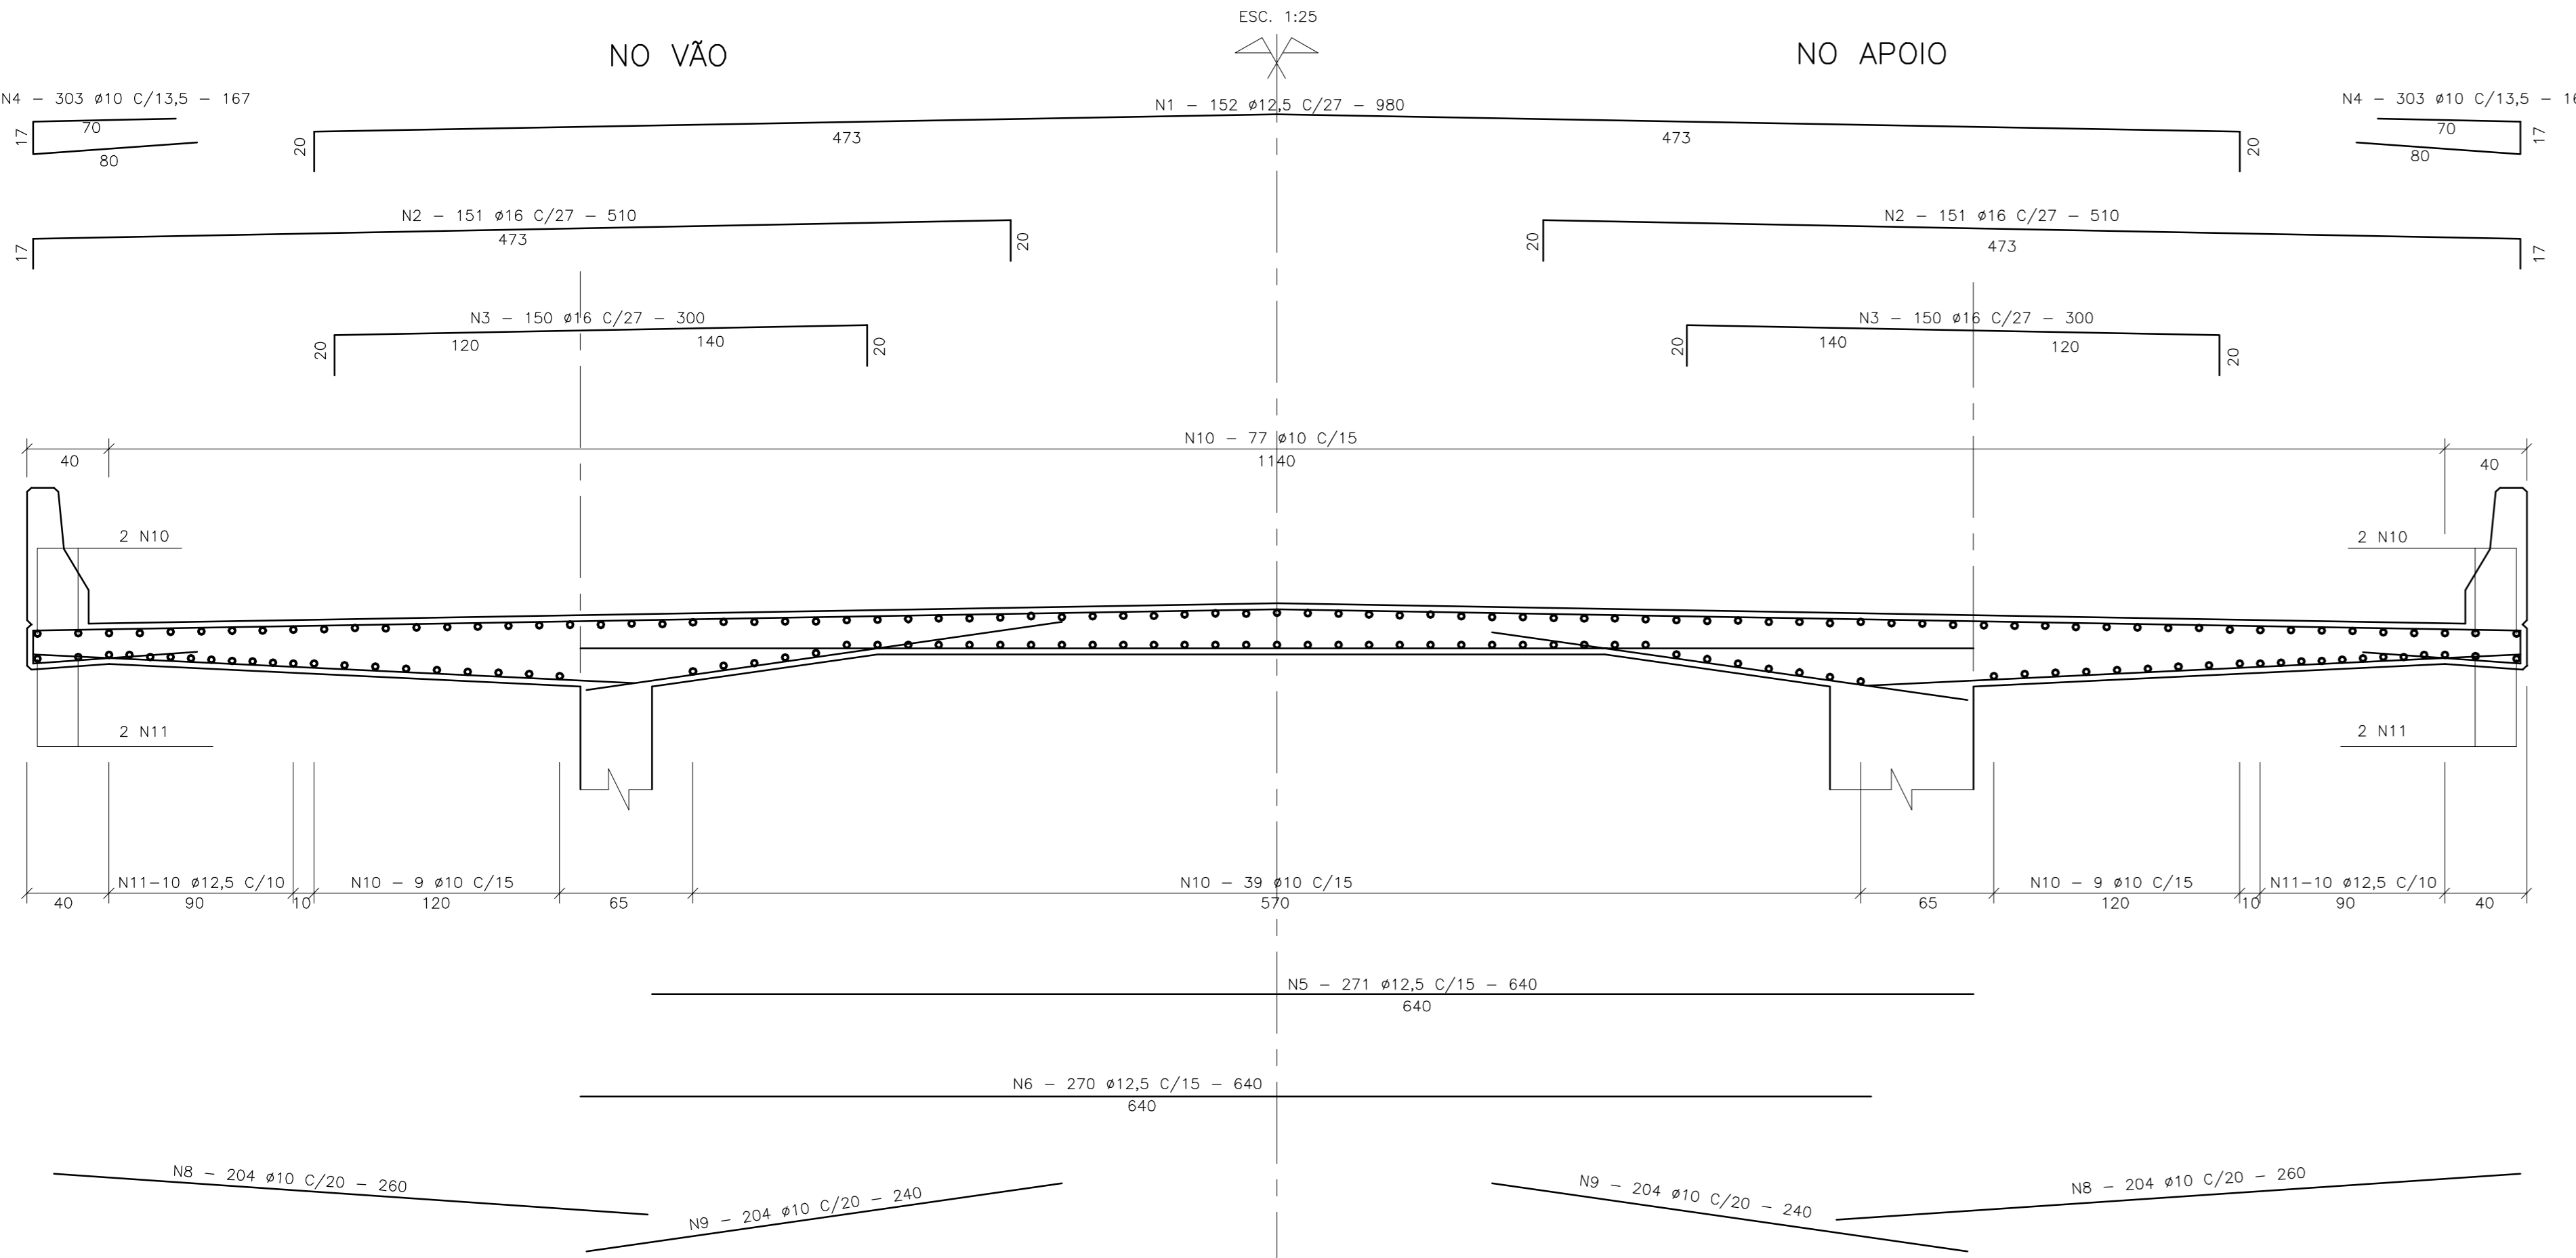 ESC. 1:25
NO VÃO
NO APOIO
N4 - 303 ø10 C/13,5 - 167
70
17
80
N1 - 152 ø12,5 C/27 - 980
20
473
473
20
N4 - 303 ø10 C/13,5 - 16
70
17
80
N2 - 151 ø16 C/27 - 510
17
473
20
N2 - 151 ø16 C/27 - 510
20
473
17
N3 - 150 ø16 C/27 - 300
20
120
140
20
N3 - 150 ø16 C/27 - 300
20
140
120
20
N10 - 77 ø10 C/15
40
1140
40
2 N10
2 N10
2 N11
2 N11
N11-10 ø12,5 C/10
N10 - 9 ø10 C/15
N10 - 39 ø10 C/15
N10 - 9 ø10 C/15
N11-10 ø12,5 C/10
40
90
10
120
65
570
65
120
10
90
40
N5 - 271 ø12,5 C/15 - 640
640
N6 - 270 ø12,5 C/15 - 640
640
N8 - 204 ø10 C/20 - 260
N9 - 204 ø10 C/20 - 240
N9 - 204 ø10 C/20 - 240
N8 - 204 ø10 C/20 - 260